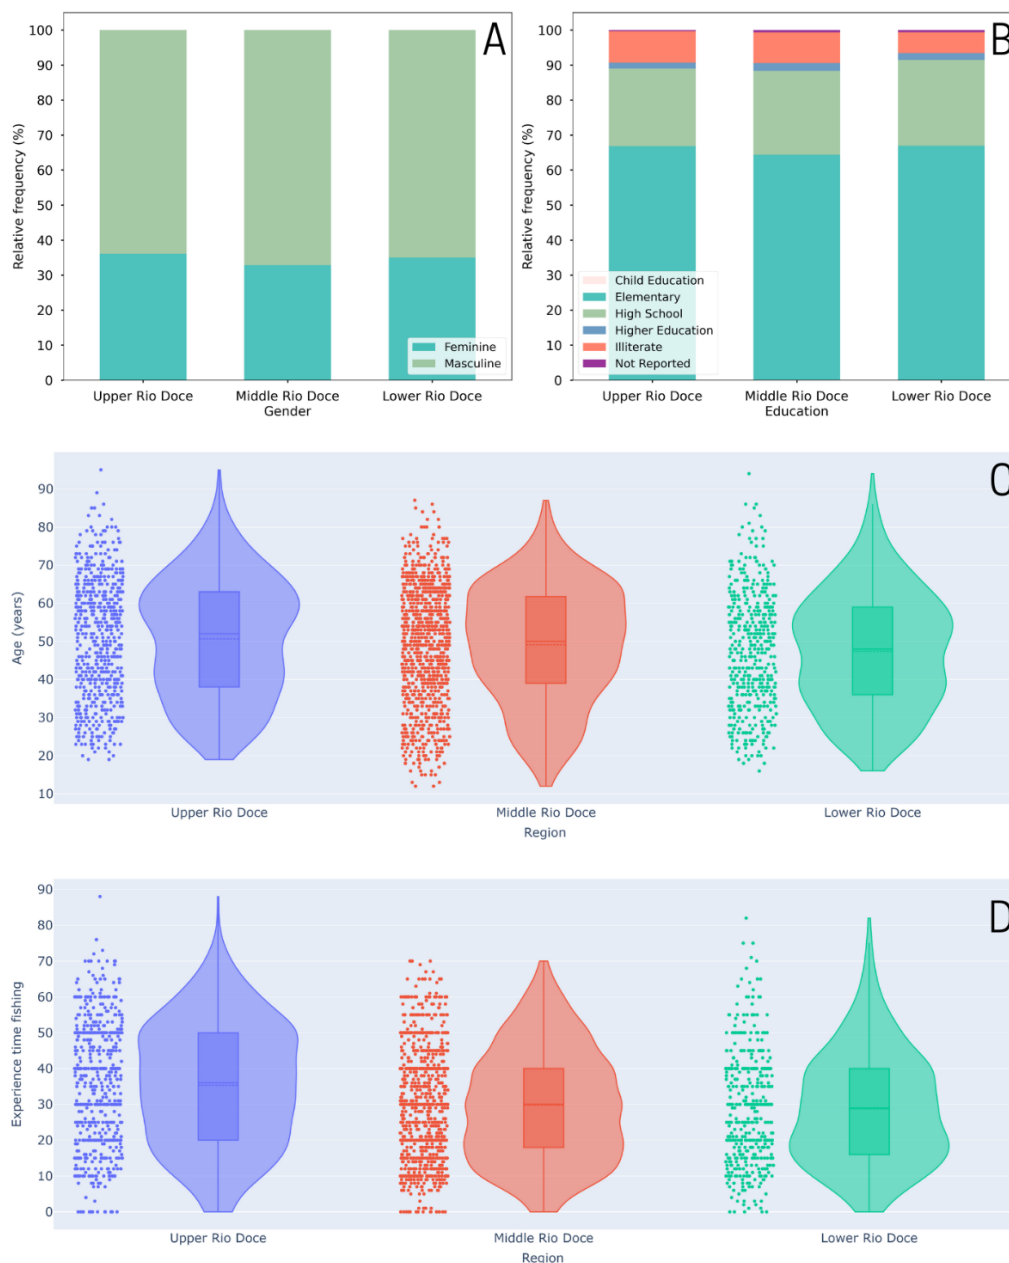 A
Relative frequency (%)
100
90
80
70
60
50
40
30
20
10
0
Feminine
Masculine
Upper Rio Doce
Middle Rio Doce
Lower Rio Doce
Gender
B
Relative frequency (%)
100
90
80
70
60
50
40
30
20
10
0
Child Education
Elementary
High School
Higher Education
Illiterate
Not Reported
Upper Rio Doce
Middle Rio Doce
Lower Rio Doce
Education
C
Age (years)
90
80
70
60
50
40
30
20
10
Upper Rio Doce
Middle Rio Doce
Lower Rio Doce
Region
D
Experience time fishing
90
80
70
60
50
40
30
20
10
0
Upper Rio Doce
Middle Rio Doce
Lower Rio Doce
Region